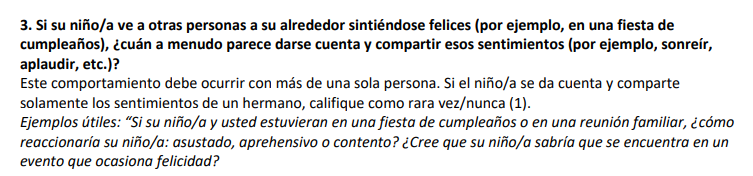 3. Si su niño/a ve a otras personas a su alrededor sintiéndose felices (por ejemplo, en una fiesta de
cumpleaños), ¿cuán a menudo parece darse cuenta y compartir esos sentimientos (por ejemplo, sonreír,
aplaudir, etc.)?
Este comportamiento debe ocurrir con más de una sola persona. Si el niño/a se da cuenta y comparte
solamente los sentimientos de un hermano, califique como rara vez/nunca (1).
Ejemplos útiles: “Si su niño/a y usted estuvieran en una fiesta de cumpleaños o en una reunión familiar, ¿cómo
reaccionaría su niño/a: asustado, aprehensivo o contento? ¿Cree que su niño/a sabría que se encuentra en un
evento que ocasiona felicidad?